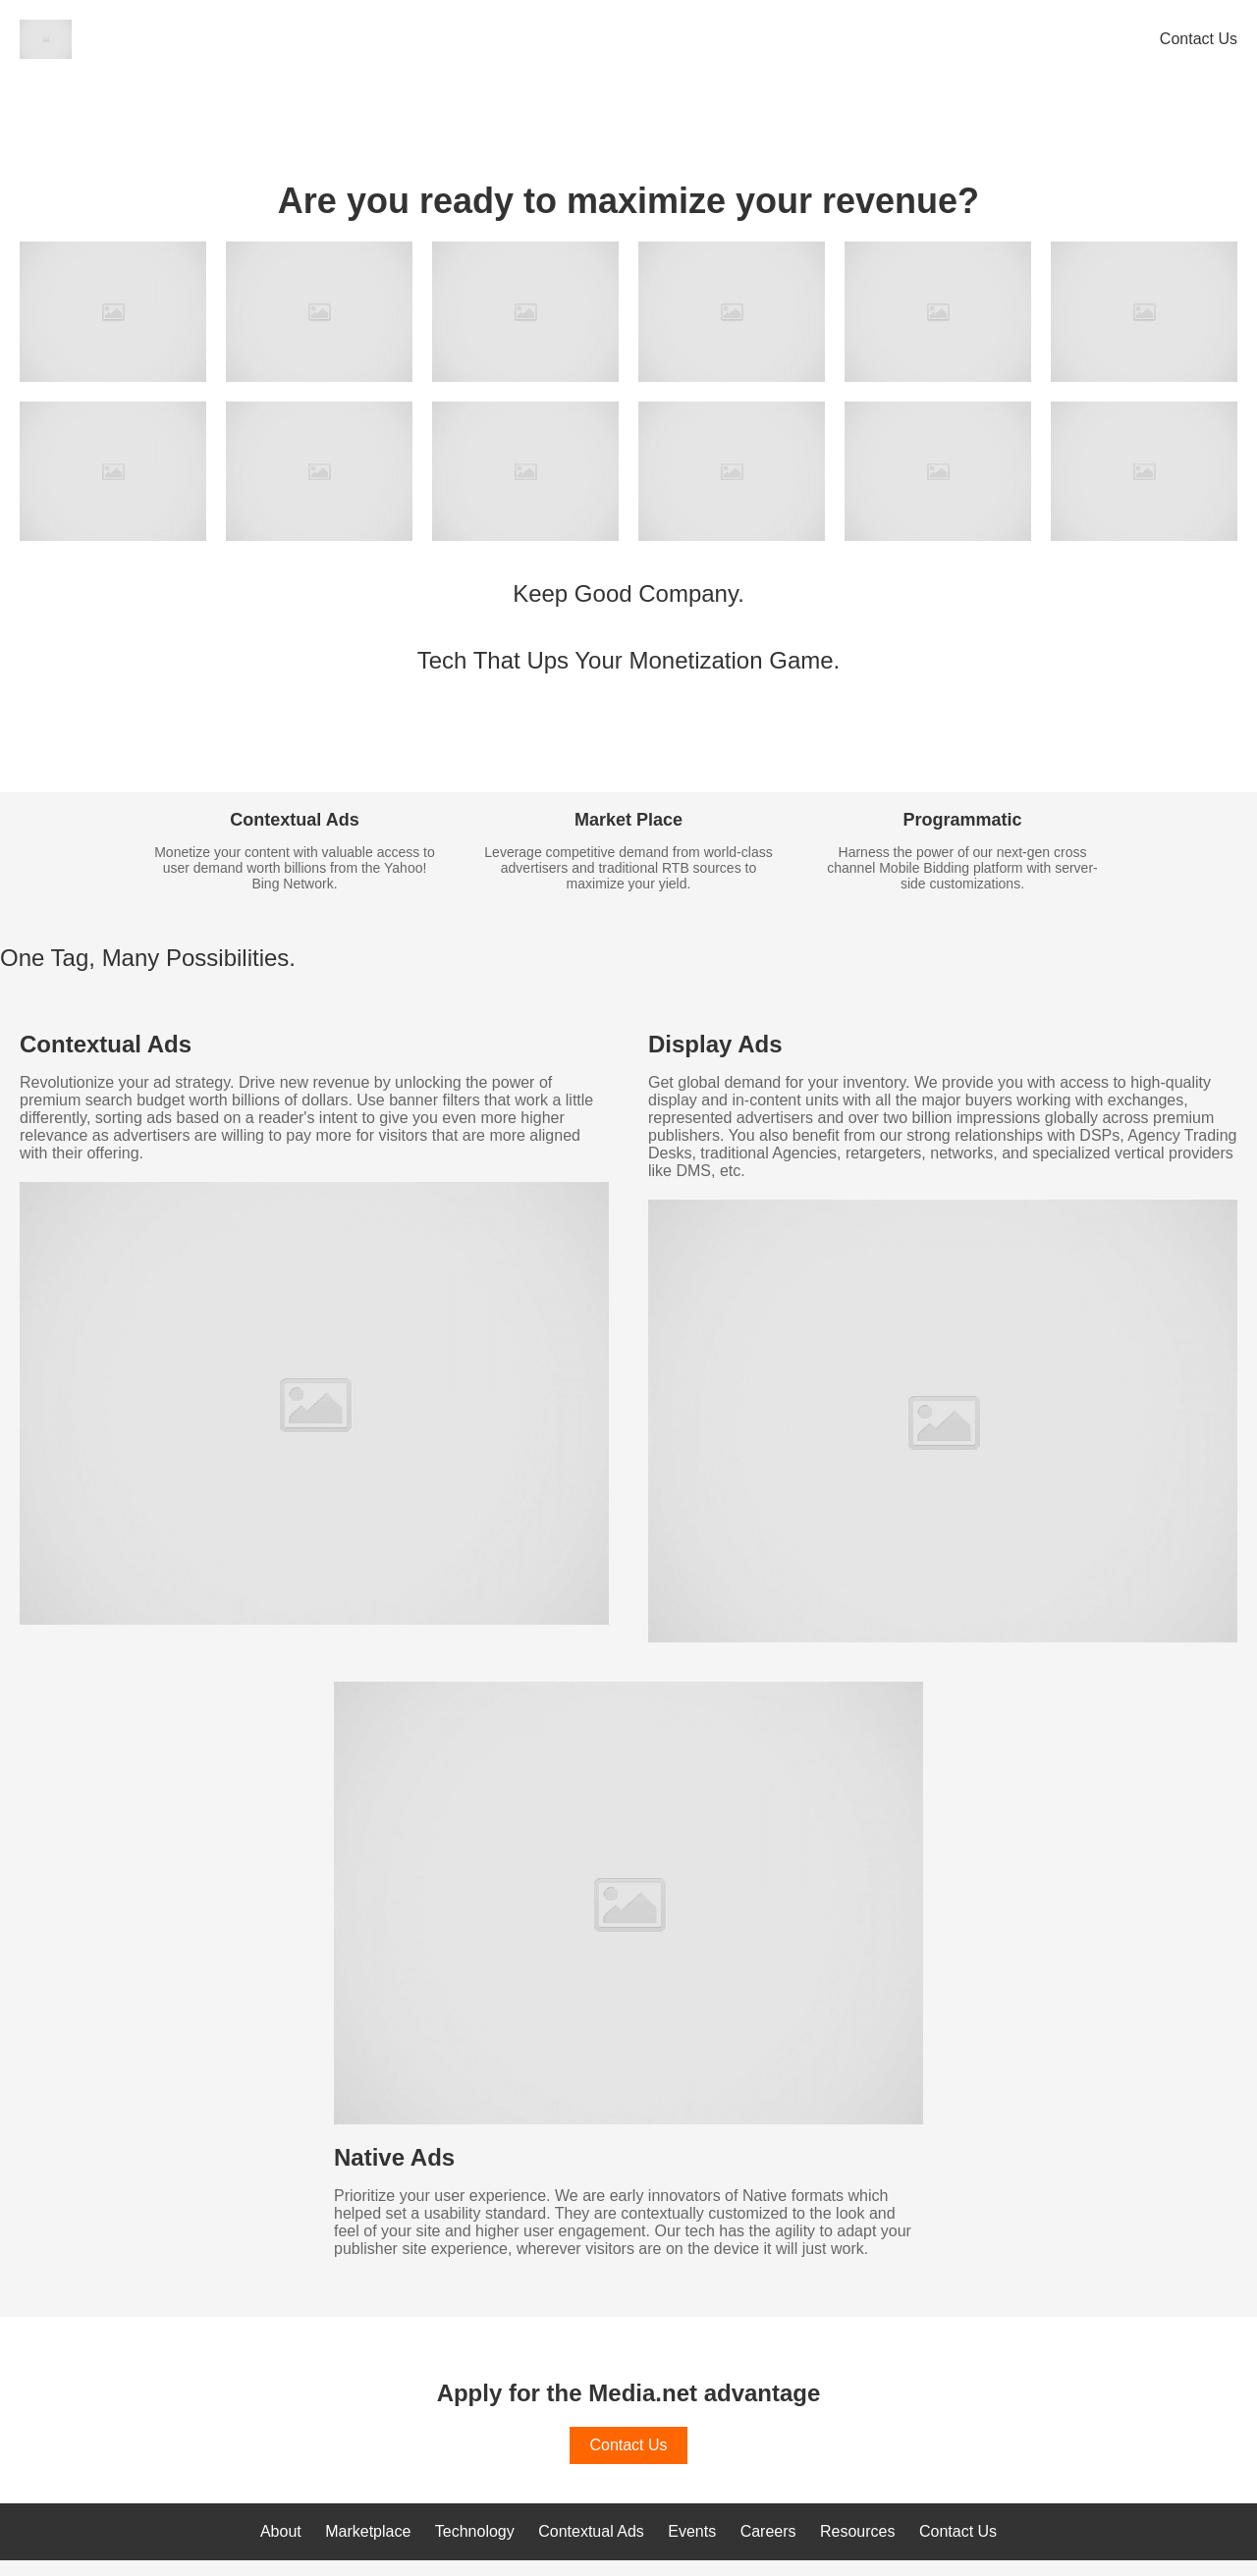 Contact Us
Are you ready to maximize your revenue?
Keep Good Company.
Tech That Ups Your Monetization Game.
Contextual Ads
Monetize your content with valuable access to
user demand worth billions from the Yahoo!
Bing Network.
Market Place
Leverage competitive demand from world-class
advertisers and traditional RTB sources to
maximize your yield.
Programmatic
Harness the power of our next-gen cross
channel Mobile Bidding platform with server-
side customizations.
One Tag, Many Possibilities.
Contextual Ads
Revolutionize your ad strategy. Drive new revenue by unlocking the power of
premium search budget worth billions of dollars. Use banner filters that work a little
differently, sorting ads based on a reader's intent to give you even more higher
relevance as advertisers are willing to pay more for visitors that are more aligned
with their offering.
Display Ads
Get global demand for your inventory. We provide you with access to high-quality
display and in-content units with all the major buyers working with exchanges,
represented advertisers and over two billion impressions globally across premium
publishers. You also benefit from our strong relationships with DSPs, Agency Trading
Desks, traditional Agencies, retargeters, networks, and specialized vertical providers
like DMS, etc.
Native Ads
Prioritize your user experience. We are early innovators of Native formats which
helped set a usability standard. They are contextually customized to the look and
feel of your site and higher user engagement. Our tech has the agility to adapt your
publisher site experience, wherever visitors are on the device it will just work.
Apply for the Media.net advantage
Contact Us
About Marketplace Technology Contextual Ads Events Careers Resources Contact Us